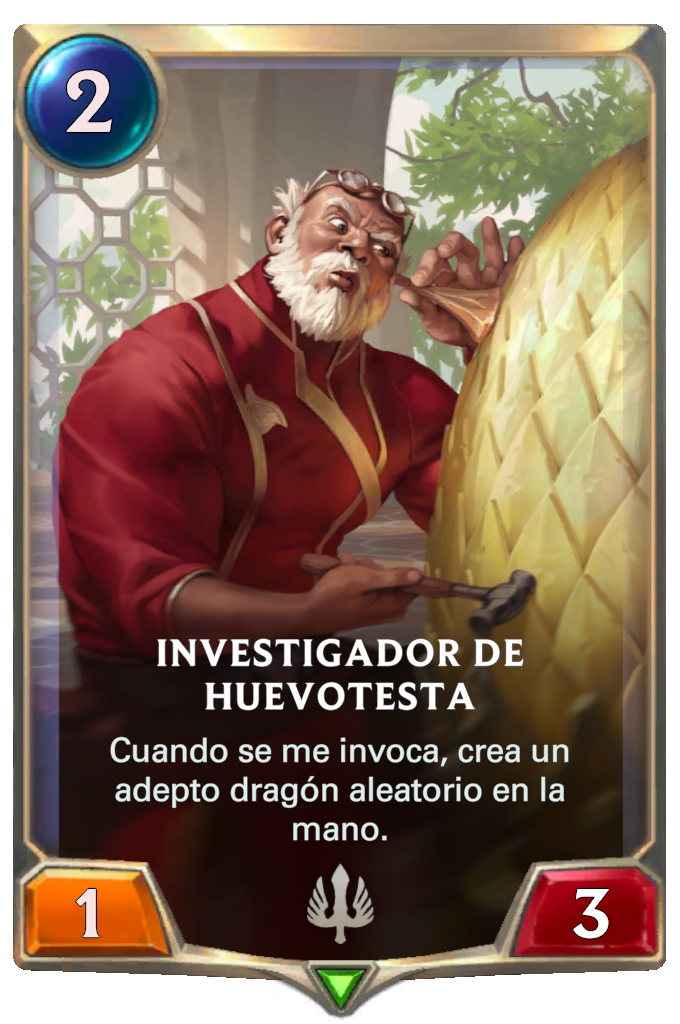 2
INVESTIGADOR DE
HUEVOTESTA
Cuando se me invoca, crea un
adepto dragón aleatorio en la
mano.
1
3